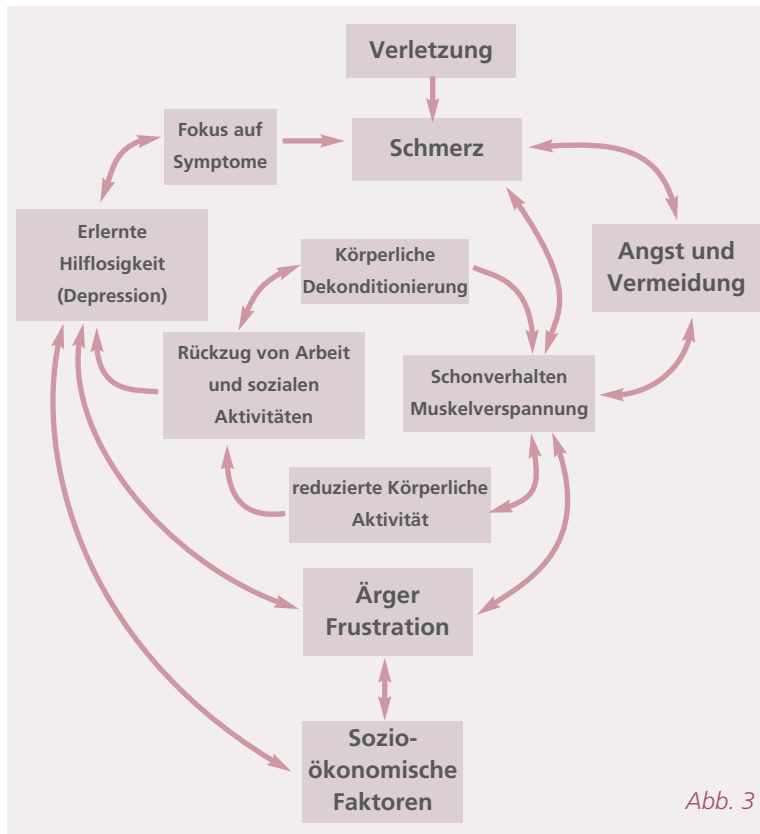 Verletzung
Fokus auf
Symptome
Schmerz
Erlernte
Hilflosigkeit
(Depression)
Körperliche
Dekonditionierung
Angst und
Vermeidung
Rückzug von Arbeit
und sozialen
Aktivitäten
Schonverhalten
Muskelverspannung
reduzierte Körperliche
Aktivität
Ärger
Frustration
Sozio-
ökonomische
Faktoren
Abb. 3